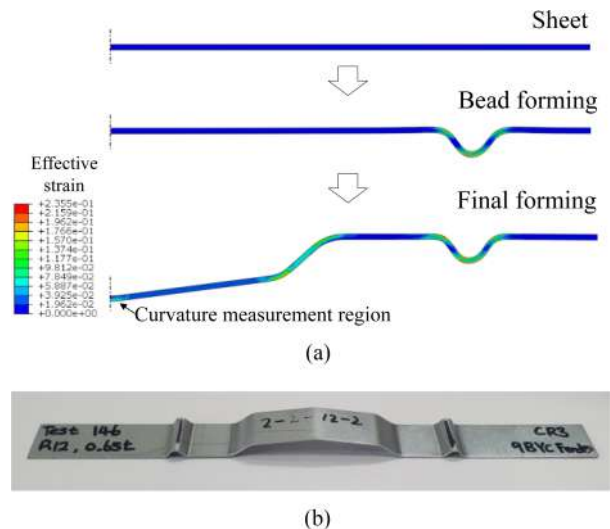 Sheet
Bead forming
Effective
strain
Final forming
+2.355e-01
+2.159e-01
+1.962e-01
+1.766e-01
+1.570e-01
+1.374e-01
+1.177e-01
+9.812e-02
+7.849e-02
+5.887e-02
+3.925e-02
+1.962e-02
+0.000e+00
Curvature measurement region
(a)
Test 146
R12, 0.65t
2-2-12-2
CR3
(b)